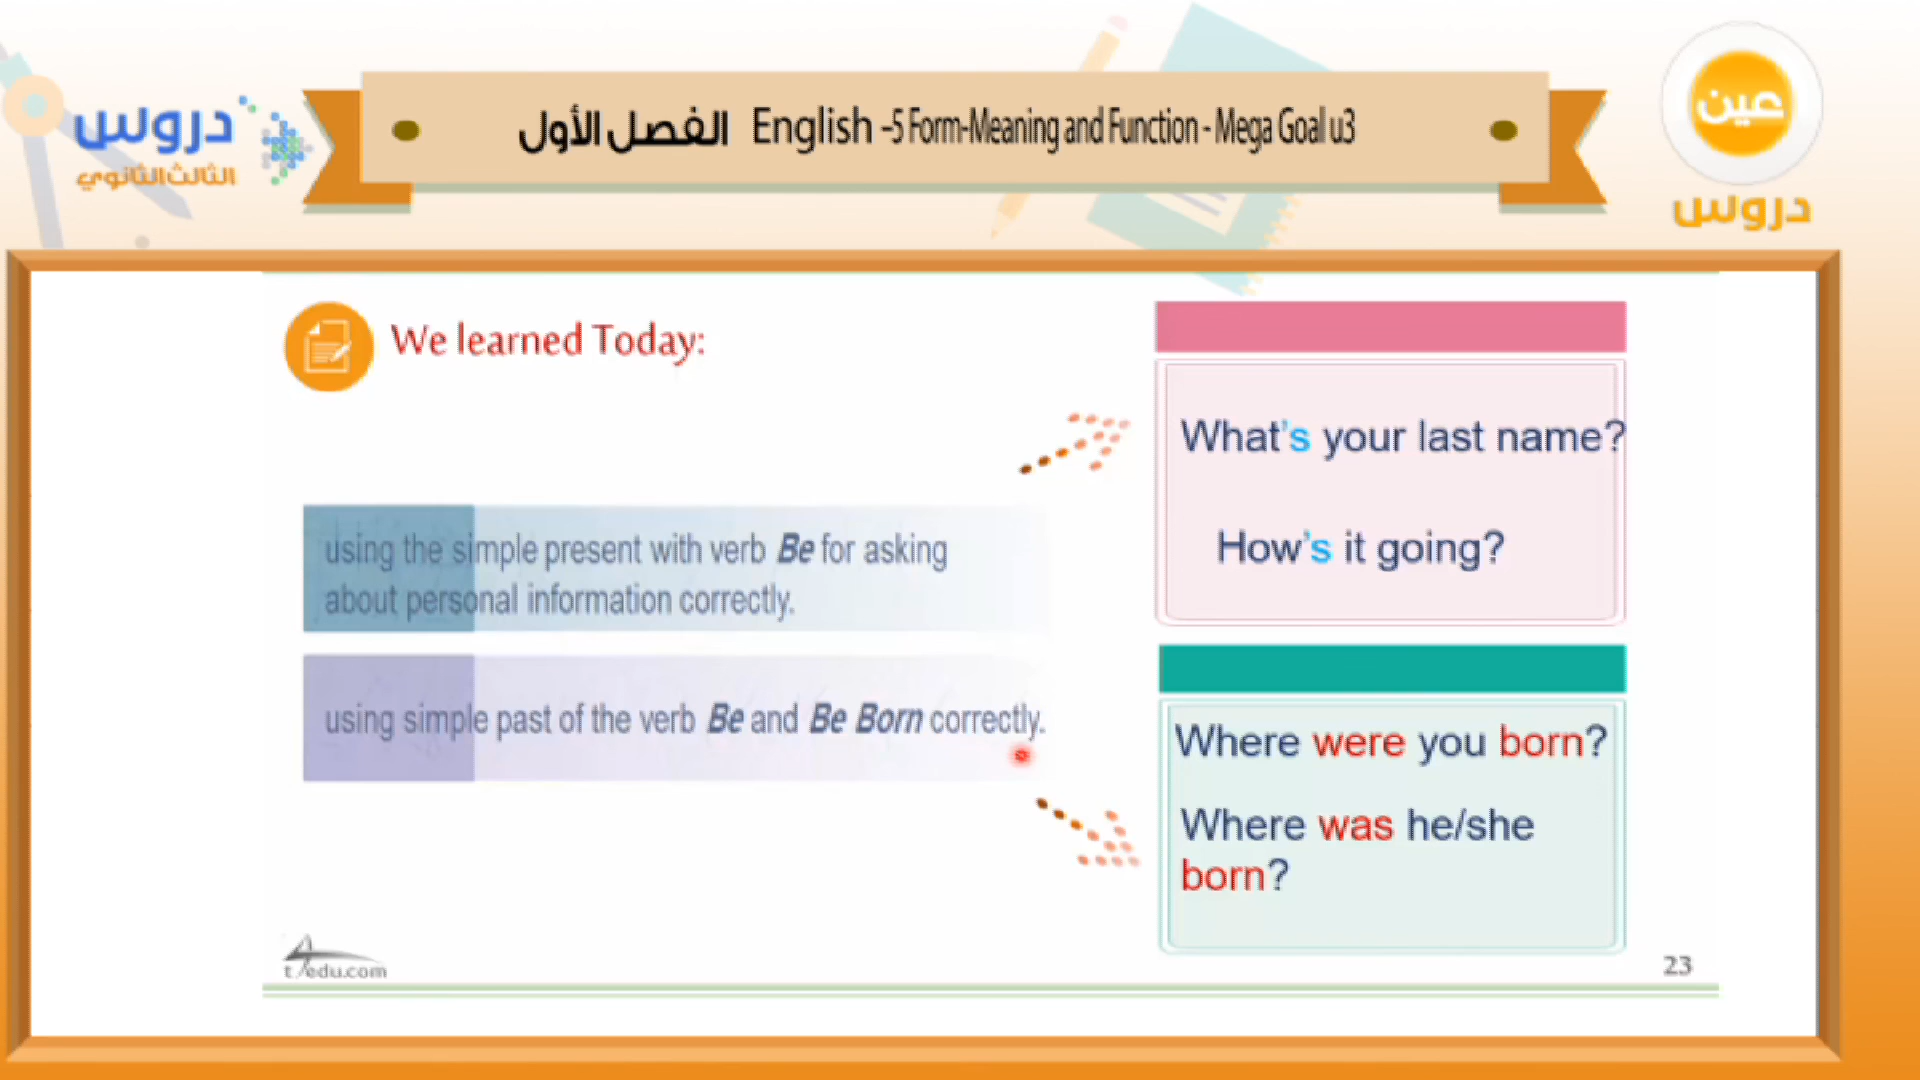 دروس
الثالث الثانوي
الفصل الأول English -5 Form-Meaning and Function - Mega Goal u3
عين
دروس
We learned Today:
using the simple present with verb Be for asking
about personal information correctly.
using simple past of the verb Be and Be Born correctly.
What's your last name?
How's it going?
Where were you born?
Where was he/she
born?
t4edu.com
23